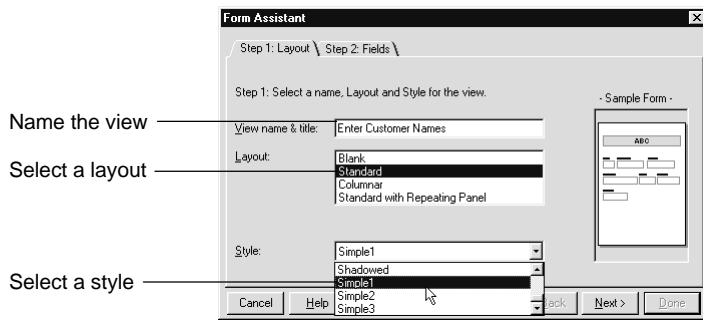 Form Assistant
Step 1: Layout
Step 2: Fields
Step 1: Select a name, Layout and Style for the view.
- Sample Form -
Name the view
View name & title:
Enter Customer Names
ABC
Select a layout
Layout:
Blank
Standard
Columnar
Standard with Repeating Panel
Style:
Simple1
Shadowed
Select a style
Simple1
Simple2
Simple3
Cancel
Help
ack
Next >
Done